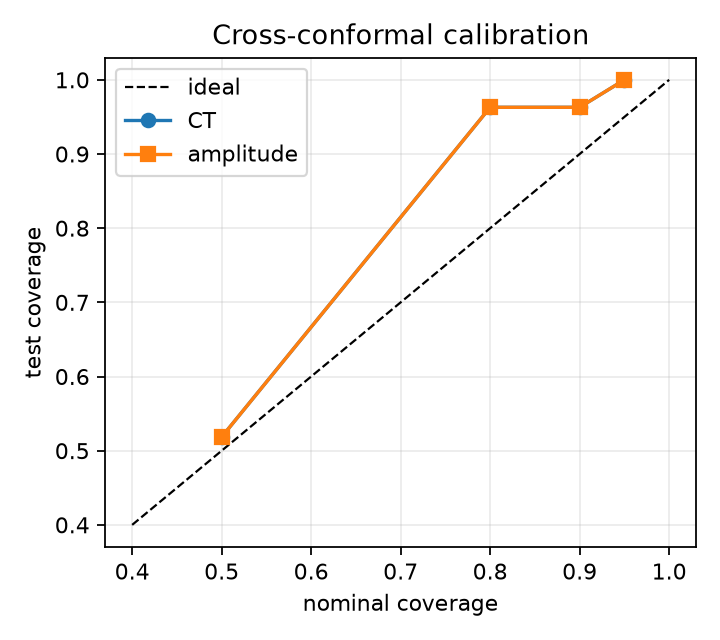 Cross-conformal calibration
ideal
CT
amplitude
test coverage
1.0
0.9
0.8
0.7
0.6
0.5
0.4
0.4 0.5 0.6 0.7 0.8 0.9 1.0
nominal coverage